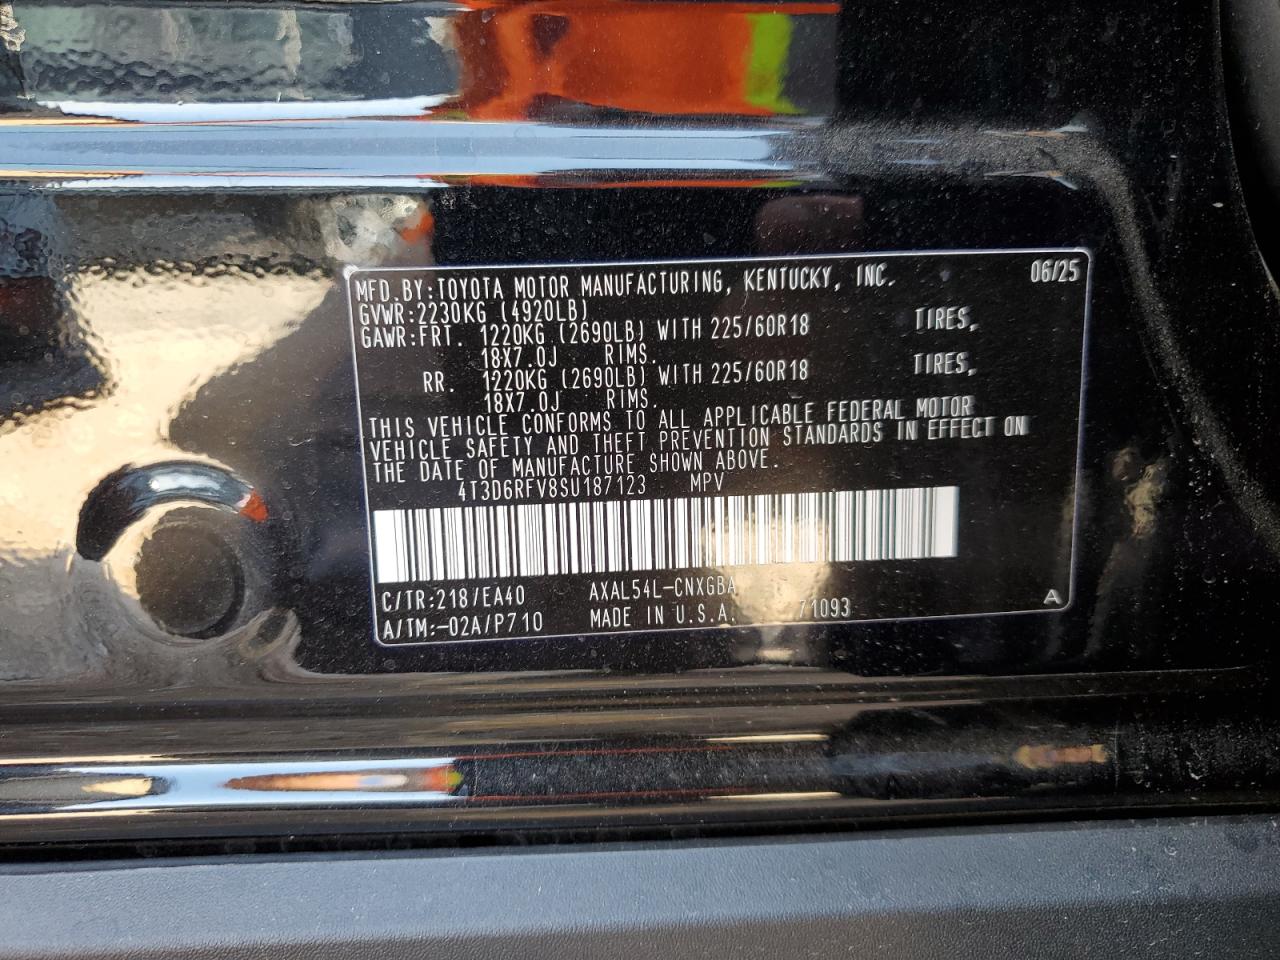 MFD.BY:TOYOTA MOTOR MANUFACTURING, KENTUCKY, INC. 06/25
GVWR:2230KG (4920LB)
GAWR:FRT. 1220KG (2690LB) WITH 225/60R18 TIRES,
18X7.0J RIMS.
RR. 1220KG (2690LB) WITH 225/60R18 TIRES,
18X7.0J RIMS.
THIS VEHICLE CONFORMS TO ALL APPLICABLE FEDERAL MOTOR
VEHICLE SAFETY AND THEFT PREVENTION STANDARDS IN EFFECT ON
THE DATE OF MANUFACTURE SHOWN ABOVE.
4T3D6RFV8SU187123 MPV
C/TR:218/EA40 AXAL54L-CNXGBA
A/TM:-02A/P710 MADE IN U.S.A. 71093 A